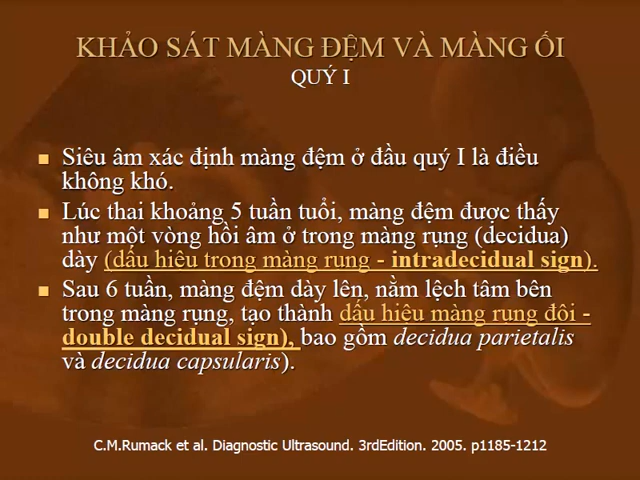 KHẢO SÁT MÀNG ĐỆM VÀ MÀNG ỐI
QUÝ I
Siêu âm xác định màng đệm ở đầu quý I là điều
không khó.
Lúc thai khoảng 5 tuần tuổi, màng đệm được thấy
như một vòng hồi âm ở trong màng rụng (decidua)
dày (dấu hiêu trong màng rung - intradecidual sign).
Sau 6 tuần, màng đệm dày lên, nằm lệch tâm bên
trong màng rụng, tạo thành dấu hiêu màng rung đôi -
double decidual sign), bao gồm decidua parietalis
và decidua capsularis).
C.M.Rumack et al. Diagnostic Ultrasound. 3rdEdition. 2005. p1185-1212